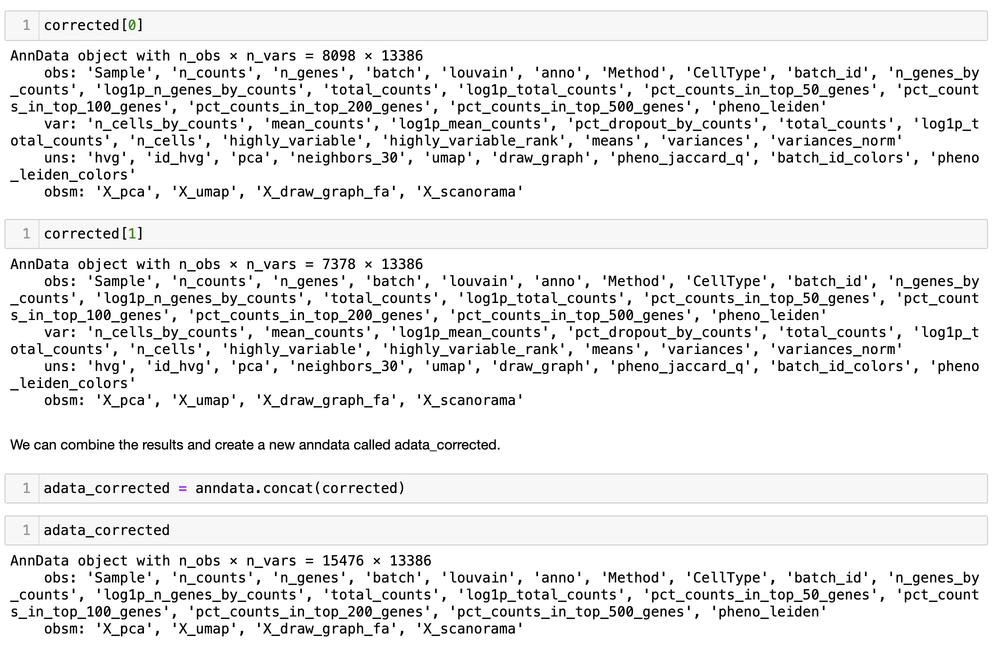 1 corrected[0]
AnnData object with n_obs × n_vars = 8098 × 13386
obs: 'Sample', 'n_counts', 'n_genes', 'batch', 'louvain', 'anno', 'Method', 'CellType', 'batch_id', 'n_genes_by
_counts', 'log1p_n_genes_by_counts', 'total_counts', 'log1p_total_counts', 'pct_counts_in_top_50_genes', 'pct_count
s_in_top_100_genes', 'pct_counts_in_top_200_genes', 'pct_counts_in_top_500_genes', 'pheno_leiden'
var: 'n_cells_by_counts', 'mean_counts', 'log1p_mean_counts', 'pct_dropout_by_counts', 'total_counts', 'log1p_t
otal_counts', 'n_cells', 'highly_variable', 'highly_variable_rank', 'means', 'variances', 'variances_norm'
uns: 'hvg', 'id_hvg', 'pca', 'neighbors_30', 'umap', 'draw_graph', 'pheno_jaccard_q', 'batch_id_colors', 'pheno
_leiden_colors'
obsm: 'X_pca', 'X_umap', 'X_draw_graph_fa', 'X_scanorama'
1 corrected[1]
AnnData object with n_obs × n_vars = 7378 × 13386
obs: 'Sample', 'n_counts', 'n_genes', 'batch', 'louvain', 'anno', 'Method', 'CellType', 'batch_id', 'n_genes_by
_counts', 'log1p_n_genes_by_counts', 'total_counts', 'log1p_total_counts', 'pct_counts_in_top_50_genes', 'pct_count
s_in_top_100_genes', 'pct_counts_in_top_200_genes', 'pct_counts_in_top_500_genes', 'pheno_leiden'
var: 'n_cells_by_counts', 'mean_counts', 'log1p_mean_counts', 'pct_dropout_by_counts', 'total_counts', 'log1p_t
otal_counts', 'n_cells', 'highly_variable', 'highly_variable_rank', 'means', 'variances', 'variances_norm'
uns: 'hvg', 'id_hvg', 'pca', 'neighbors_30', 'umap', 'draw_graph', 'pheno_jaccard_q', 'batch_id_colors', 'pheno
_leiden_colors'
obsm: 'X_pca', 'X_umap', 'X_draw_graph_fa', 'X_scanorama'
We can combine the results and create a new anndata called adata_corrected.
1 adata_corrected = anndata.concat(corrected)
1 adata_corrected
AnnData object with n_obs × n_vars = 15476 × 13386
obs: 'Sample', 'n_counts', 'n_genes', 'batch', 'louvain', 'anno', 'Method', 'CellType', 'batch_id', 'n_genes_by
_counts', 'log1p_n_genes_by_counts', 'total_counts', 'log1p_total_counts', 'pct_counts_in_top_50_genes', 'pct_count
s_in_top_100_genes', 'pct_counts_in_top_200_genes', 'pct_counts_in_top_500_genes', 'pheno_leiden'
obsm: 'X_pca', 'X_umap', 'X_draw_graph_fa', 'X_scanorama'